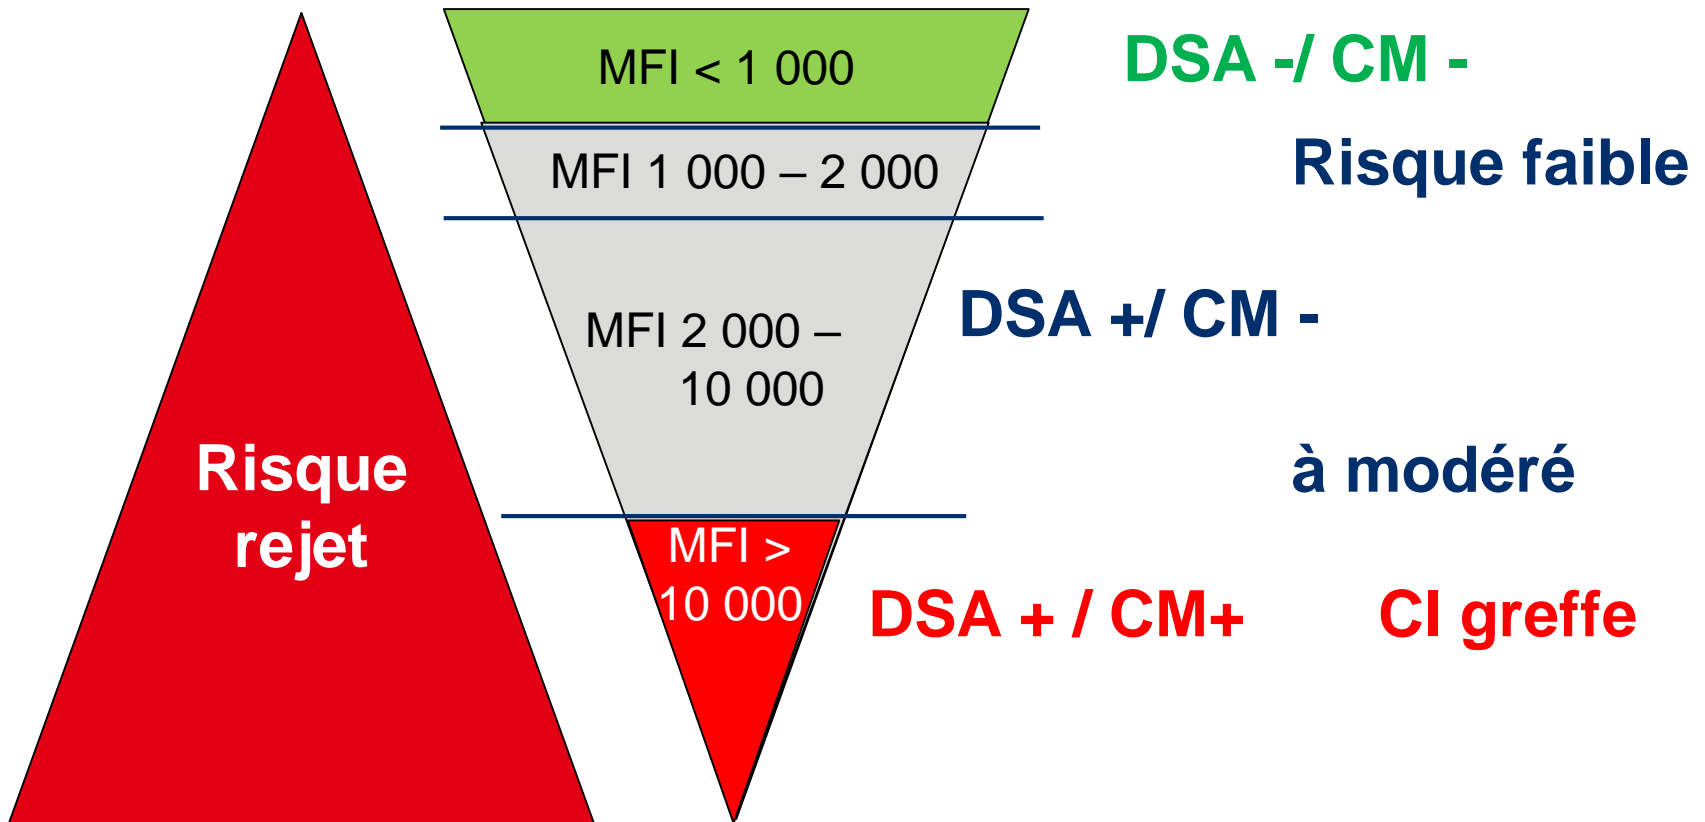 MFI < 1 000
DSA -/ CM -
MFI 1 000 – 2 000
Risque faible
MFI 2 000 –
10 000
DSA +/ CM -
à modéré
Risque
rejet
MFI >
10 000
DSA + / CM+
CI greffe